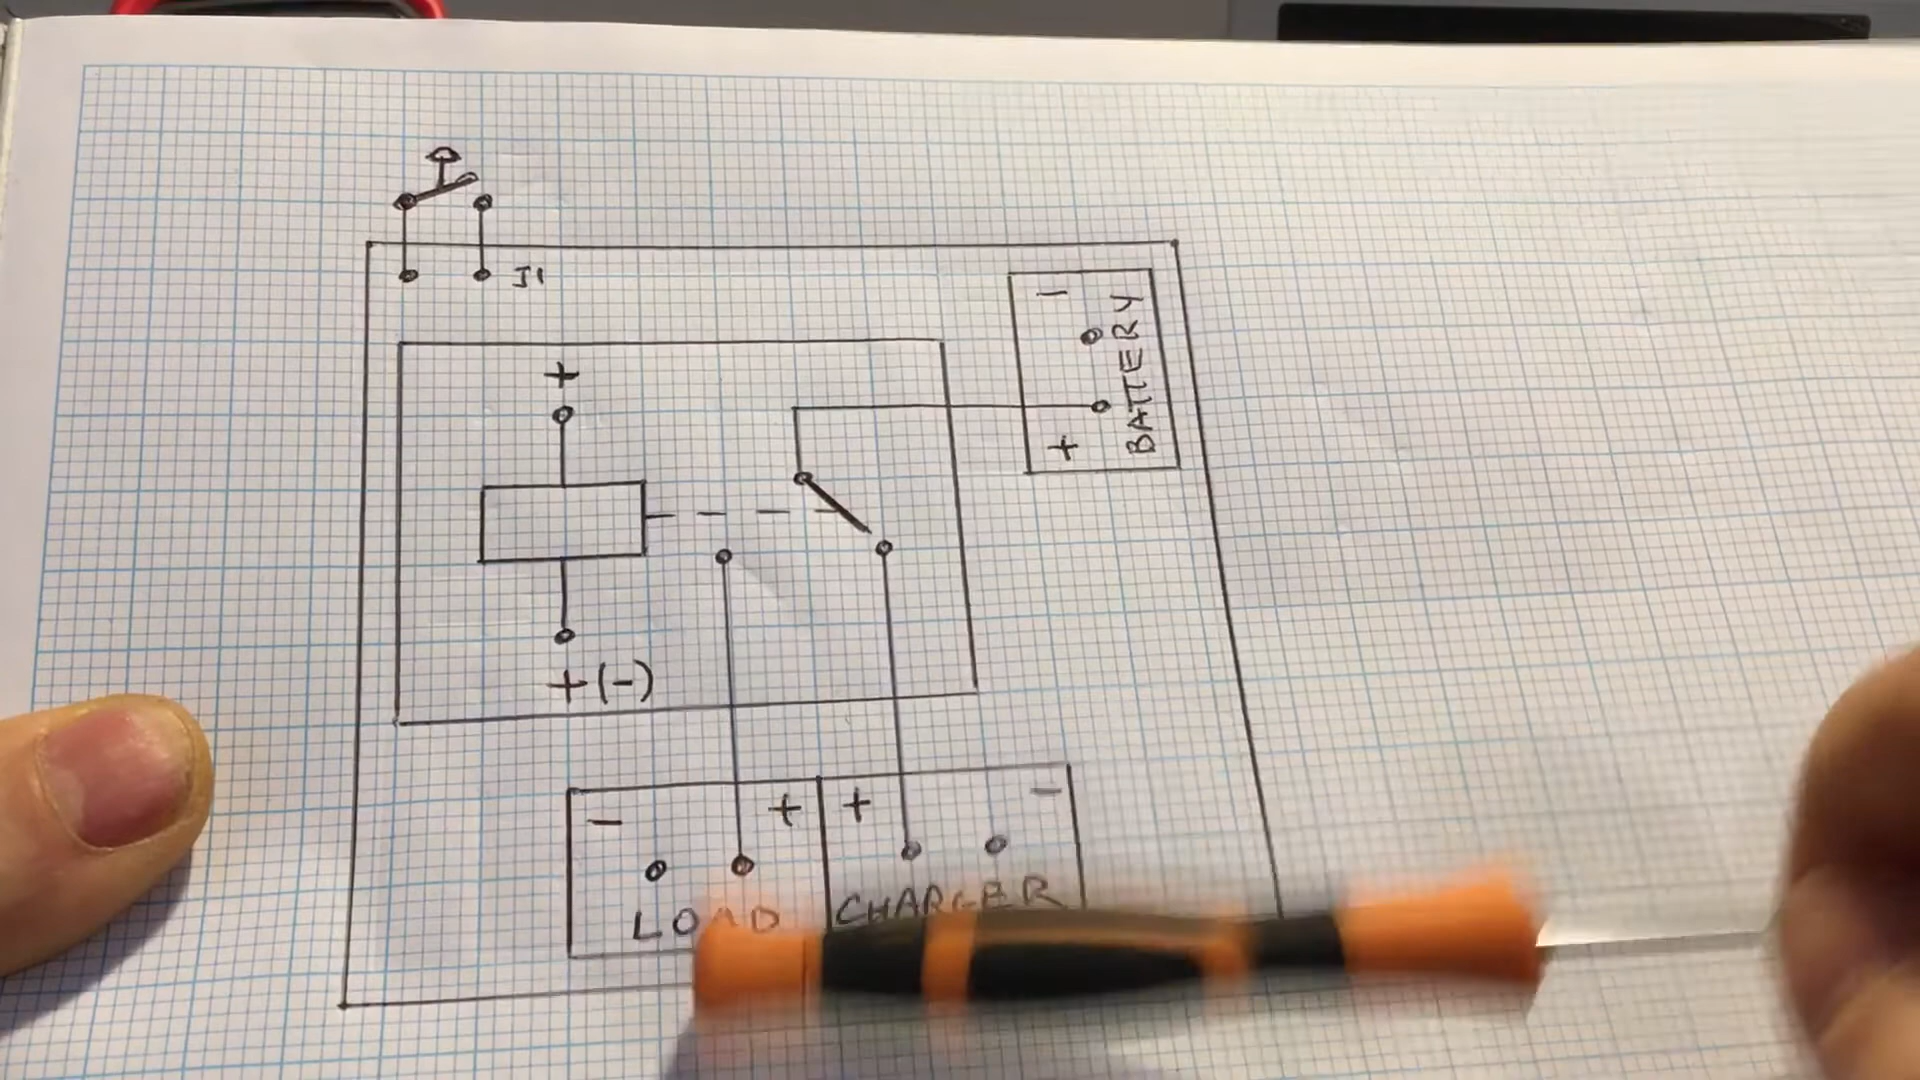 J1
+
- + BATTERY
+ (-)
- + + -
LOAD CHARGER